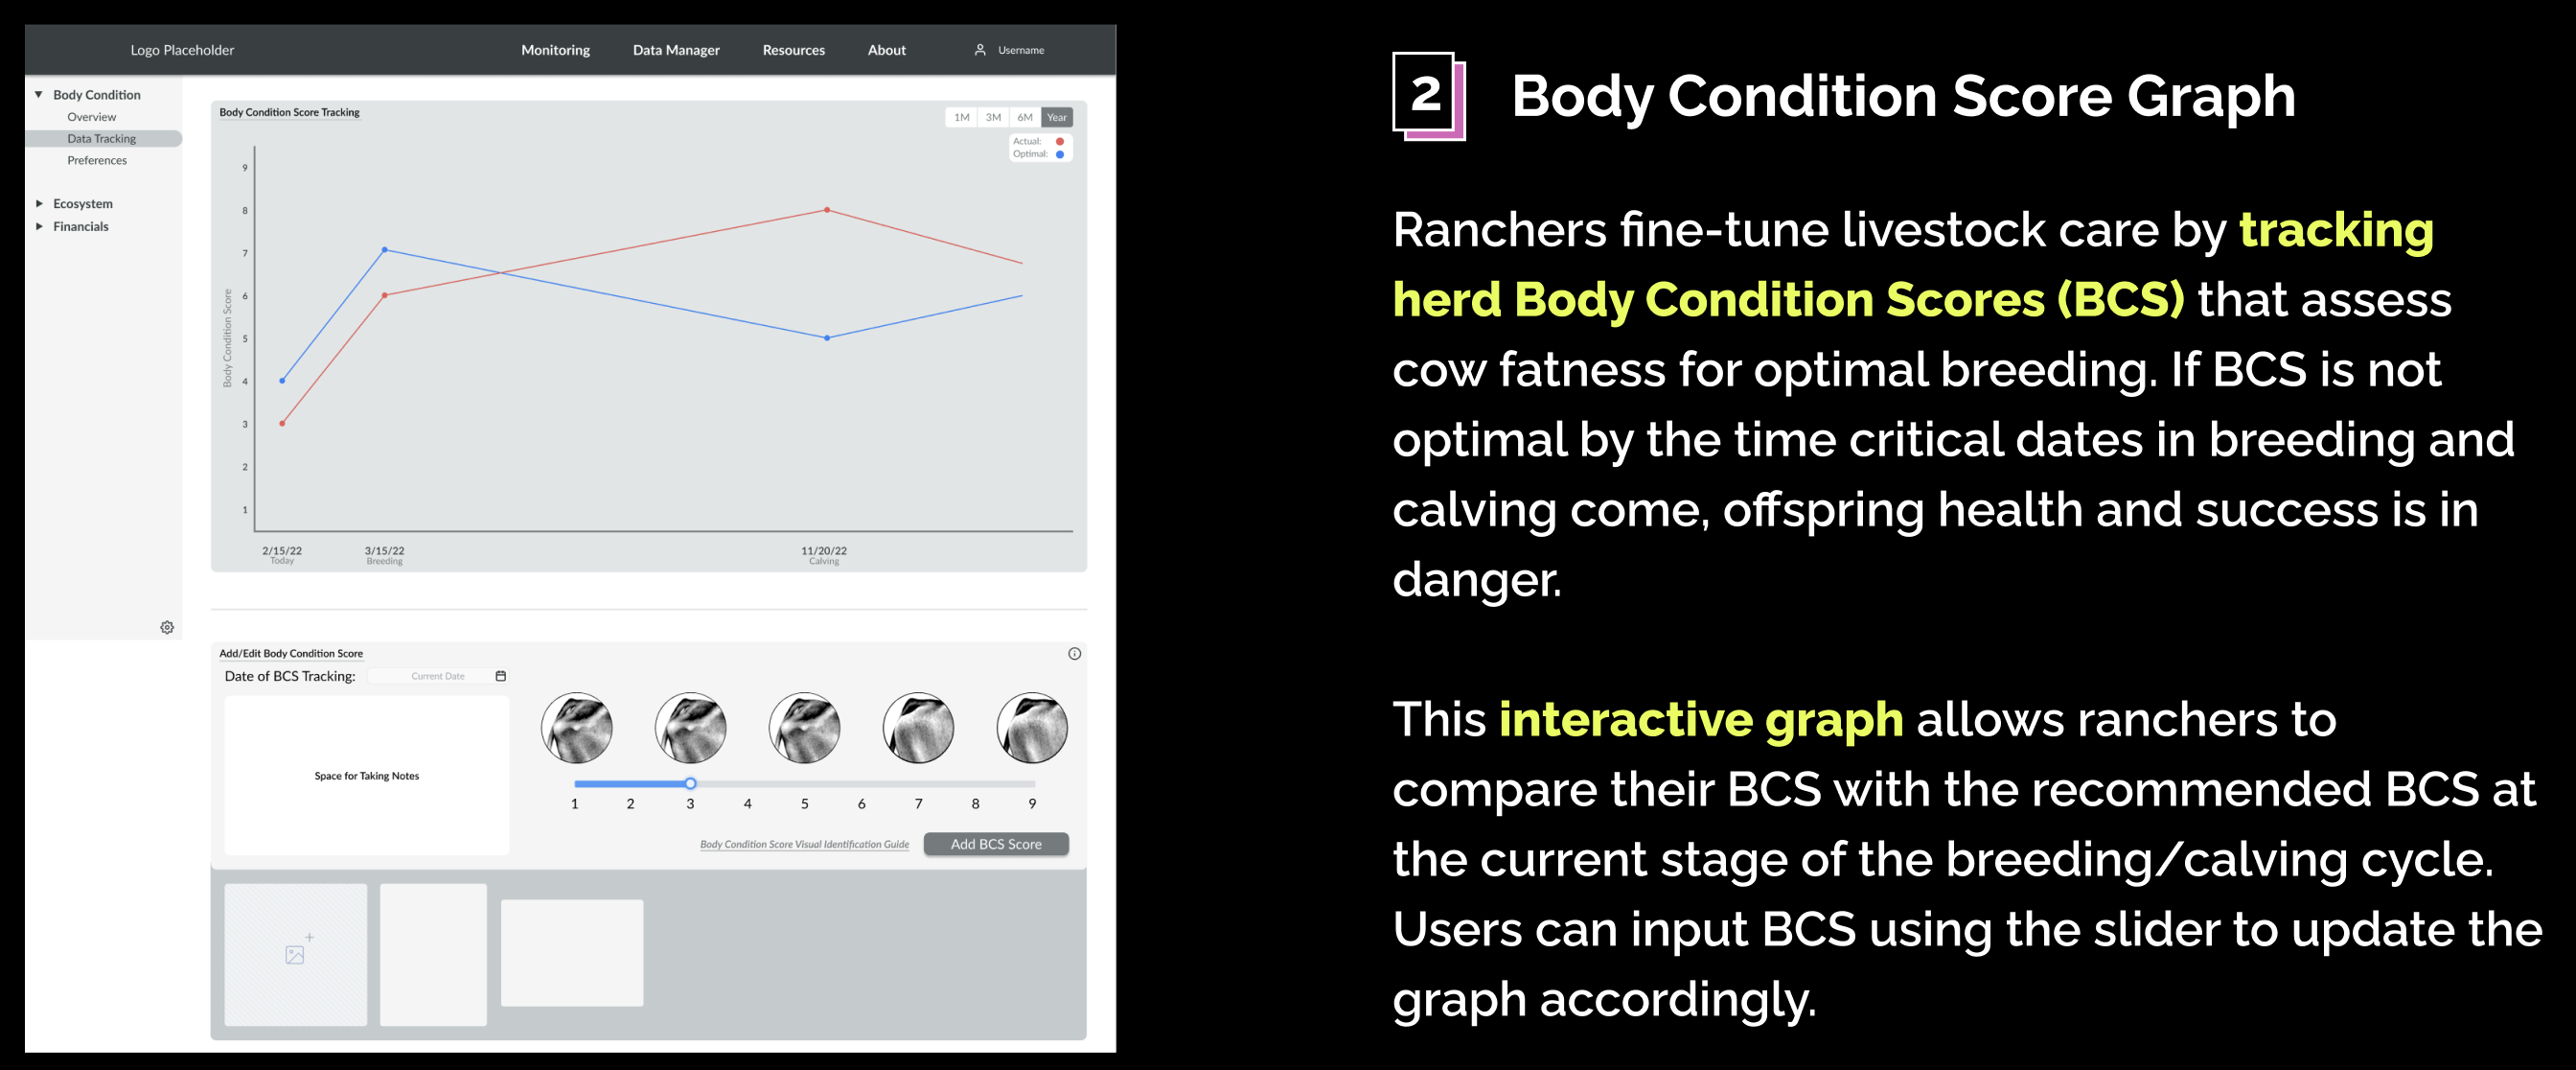 Logo Placeholder
Monitoring
Data Manager
Resources
About
Username
Body Condition
Overview
Data Tracking
Preferences
Ecosystem
Financials
Body Condition Score Tracking
1M 3M 6M Year
Actual:
Optimal:
Body Condition Score
9
8
7
6
5
4
3
2
1
2/15/22
Today
3/15/22
Breeding
11/20/22
Calving
Add/Edit Body Condition Score
Date of BCS Tracking:
Current Date
Space for Taking Notes
1 2 3 4 5 6 7 8 9
Body Condition Score Visual Identification Guide
Add BCS Score
2
Body Condition Score Graph
Ranchers fine-tune livestock care by tracking
herd Body Condition Scores (BCS) that assess
cow fatness for optimal breeding. If BCS is not
optimal by the time critical dates in breeding and
calving come, offspring health and success is in
danger.
This interactive graph allows ranchers to
compare their BCS with the recommended BCS at
the current stage of the breeding/calving cycle.
Users can input BCS using the slider to update the
graph accordingly.